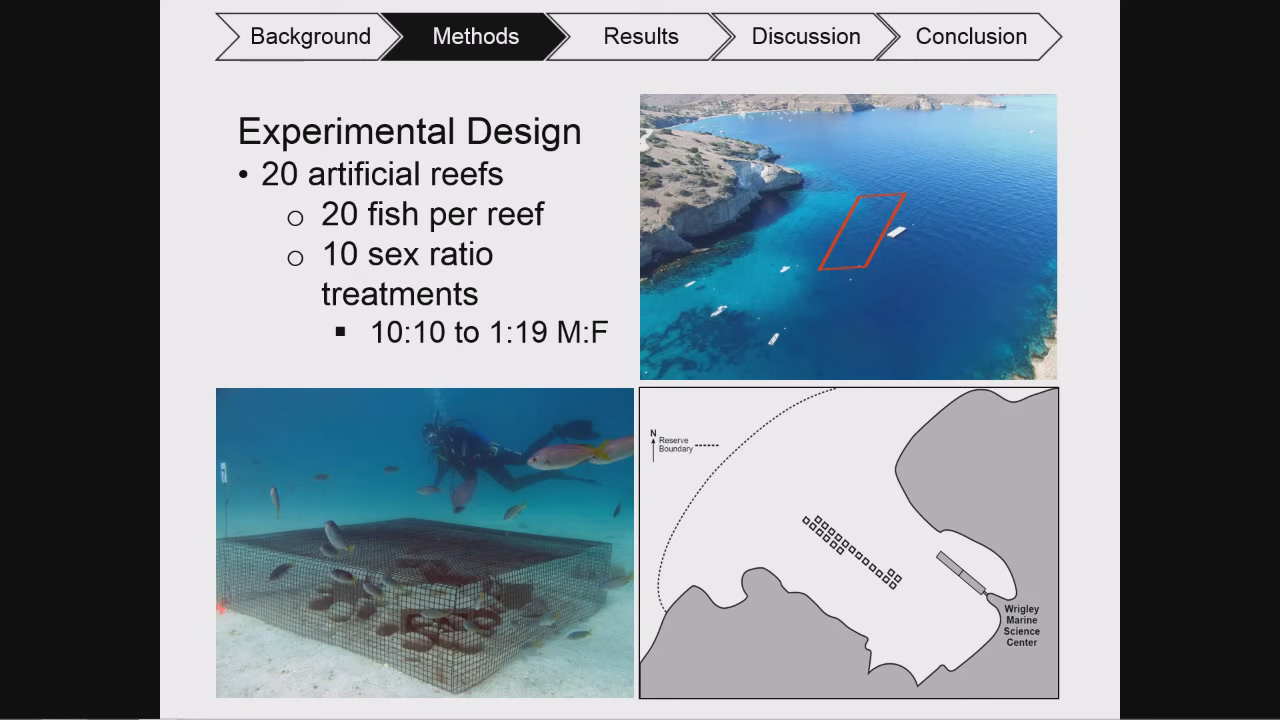 Background Methods Results Discussion Conclusion
Experimental Design
• 20 artificial reefs
o 20 fish per reef
o 10 sex ratio
treatments
▪ 10:10 to 1:19 M:F
N
Reserve
Boundary
Wrigley
Marine
Science
Center